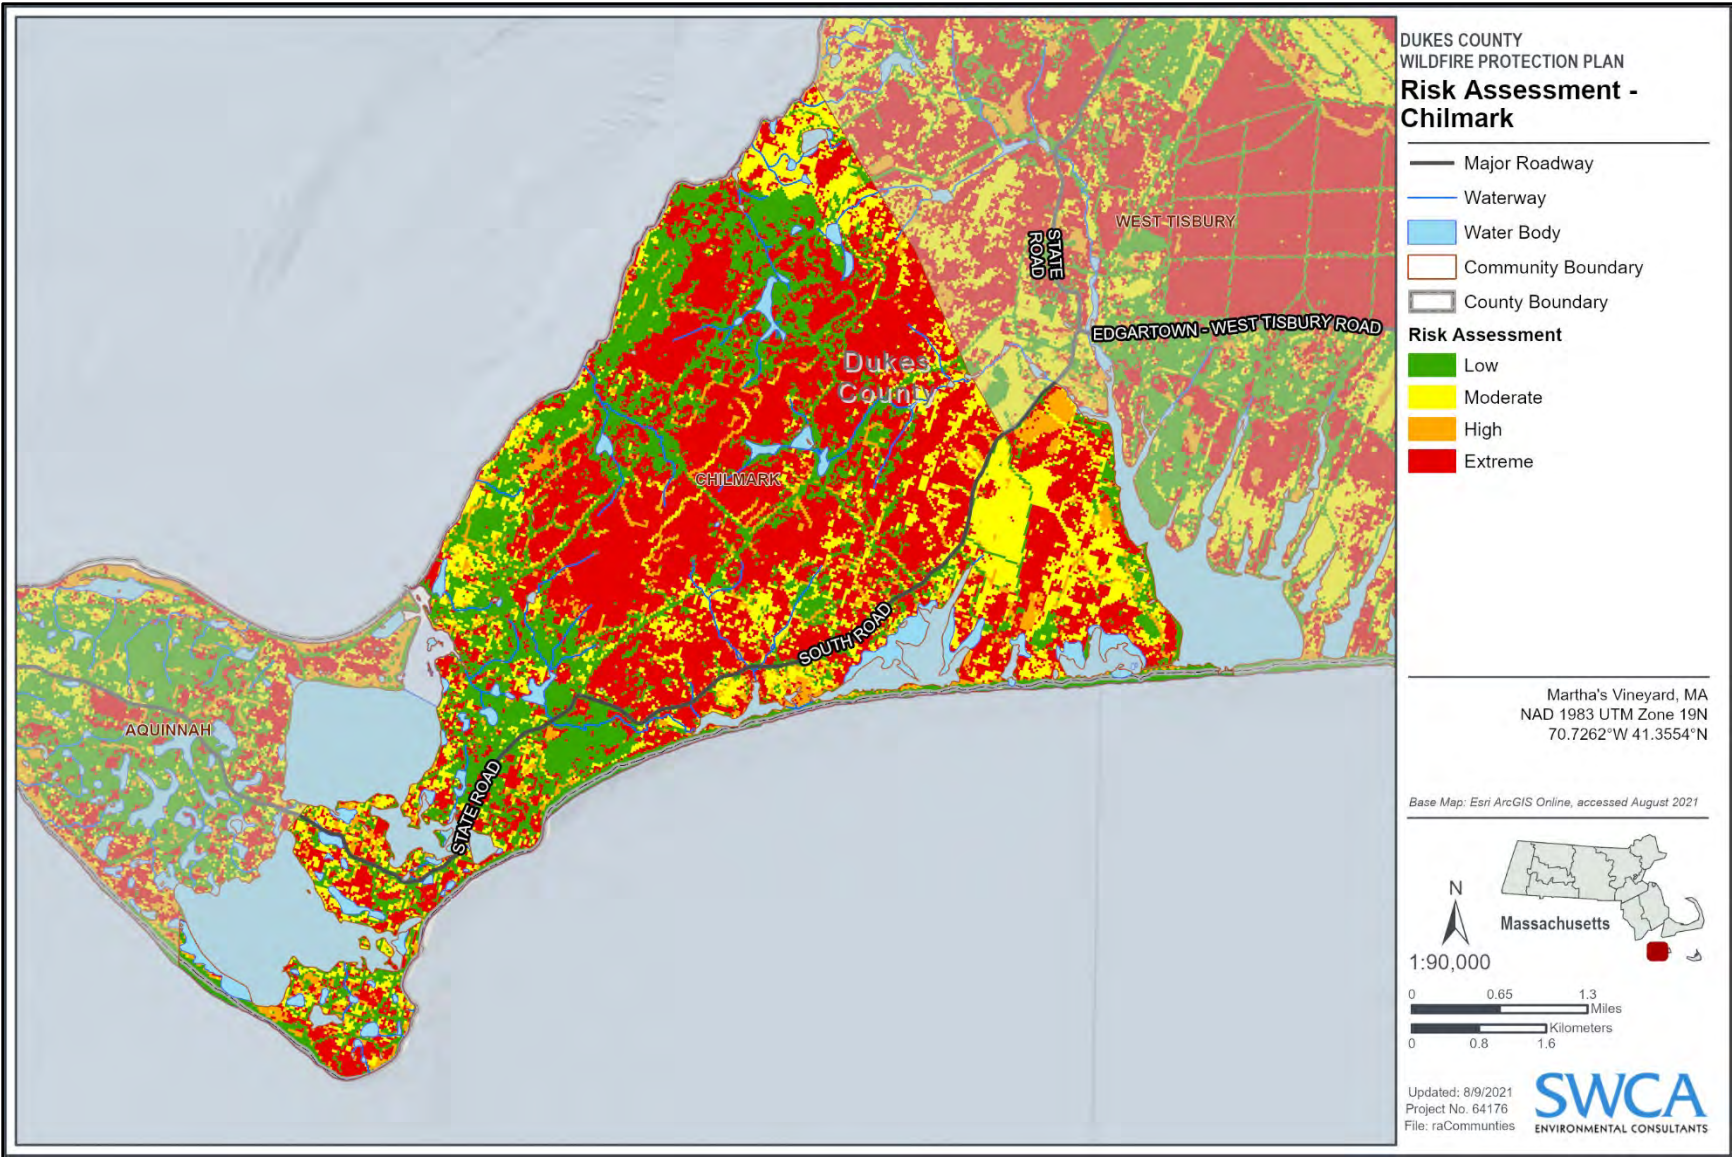 DUKES COUNTY
WILDFIRE PROTECTION PLAN
Risk Assessment -
Chilmark
Major Roadway
Waterway
Water Body
Community Boundary
County Boundary
Risk Assessment
Low
Moderate
High
Extreme
WEST TISBURY
STATE
ROAD
EDGARTOWN - WEST TISBURY ROAD
Dukes
County
CHILMARK
SOUTH ROAD
AQUINNAH
STATE ROAD
Martha's Vineyard, MA
NAD 1983 UTM Zone 19N
70.7262°W 41.3554°N
Base Map: Esri ArcGIS Online, accessed August 2021
N
Massachusetts
1:90,000
0 0.65 1.3
Miles
Kilometers
0 0.8 1.6
Updated: 8/9/2021
Project No. 64176
File: raCommunties
SWCA
ENVIRONMENTAL CONSULTANTS